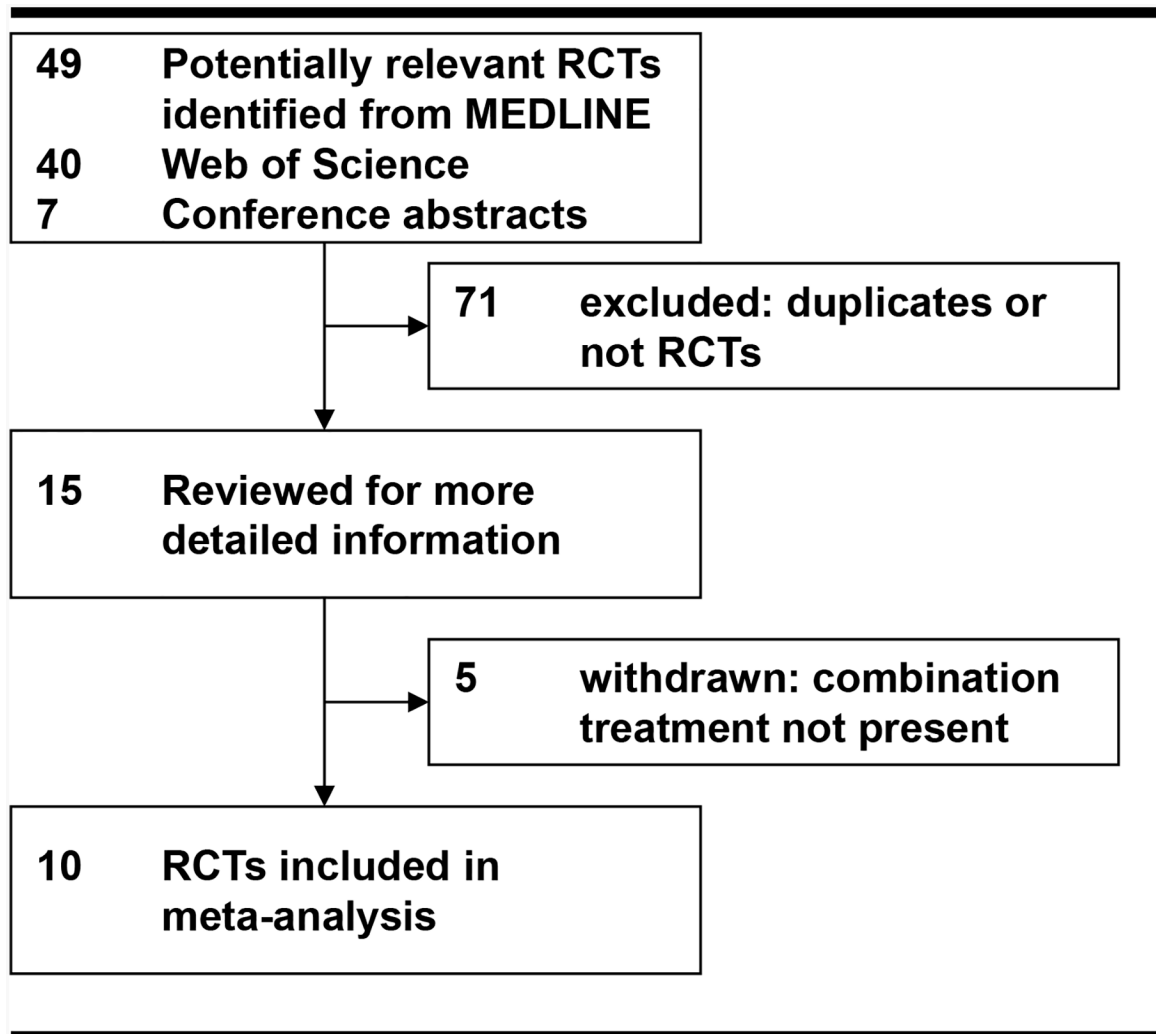 49 Potentially relevant RCTs
identified from MEDLINE
40 Web of Science
7 Conference abstracts
71 excluded: duplicates or
not RCTs
15 Reviewed for more
detailed information
5 withdrawn: combination
treatment not present
10 RCTs included in
meta-analysis